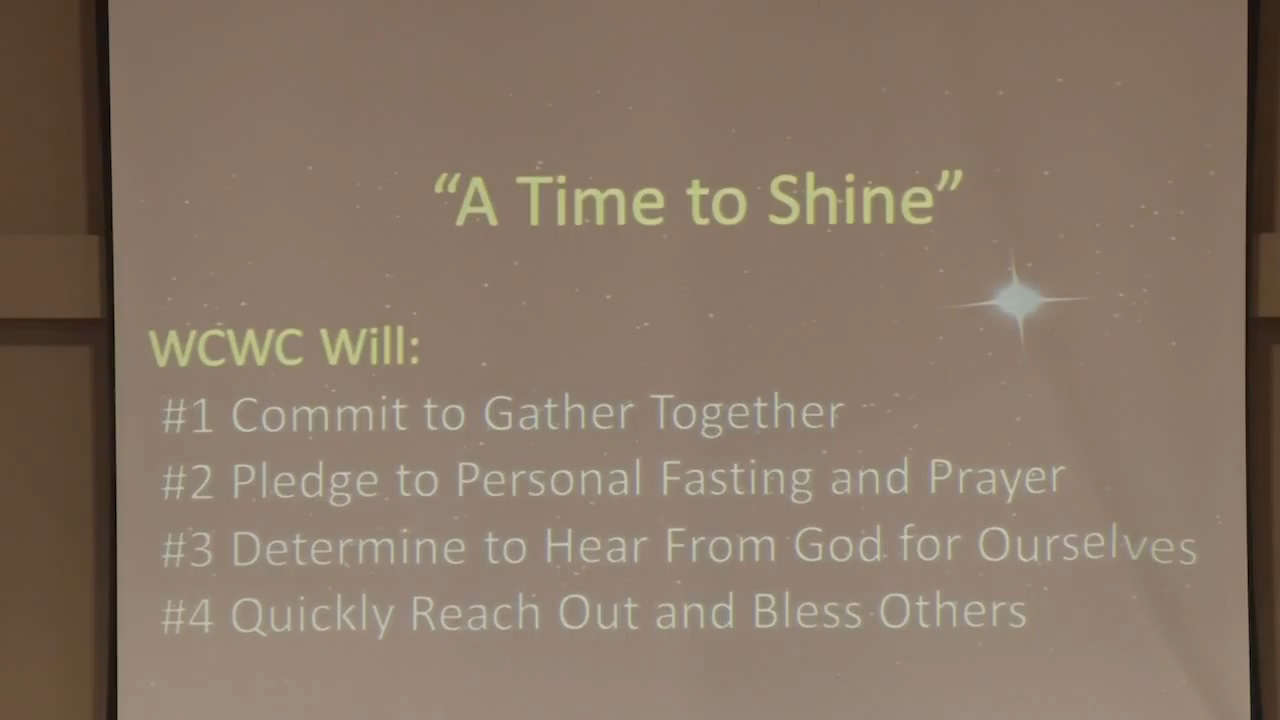 “A Time to Shine”
WCWC Will:
#1 Commit to Gather Together
#2 Pledge to Personal Fasting and Prayer
#3 Determine to Hear From God for Ourselves
#4 Quickly Reach Out and Bless Others